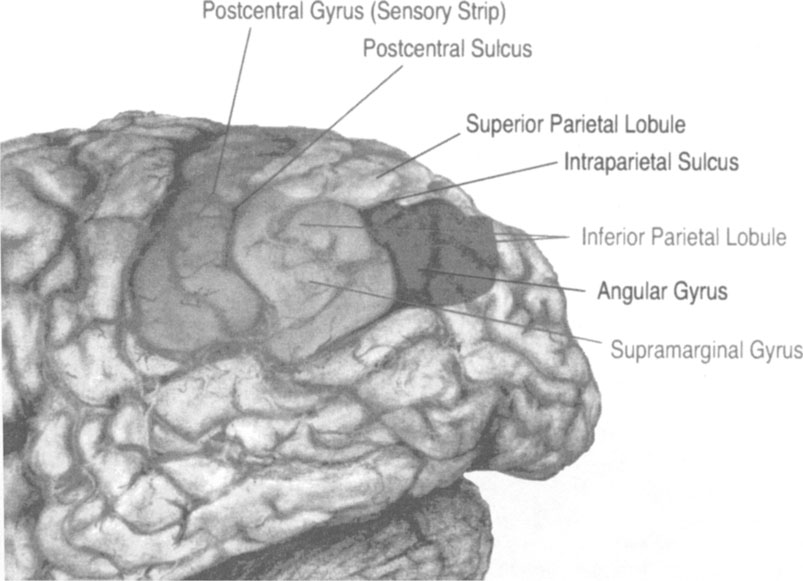 Postcentral Gyrus (Sensory Strip)
Postcentral Sulcus
Superior Parietal Lobule
Intraparietal Sulcus
Inferior Parietal Lobule
Angular Gyrus
Supramarginal Gyrus